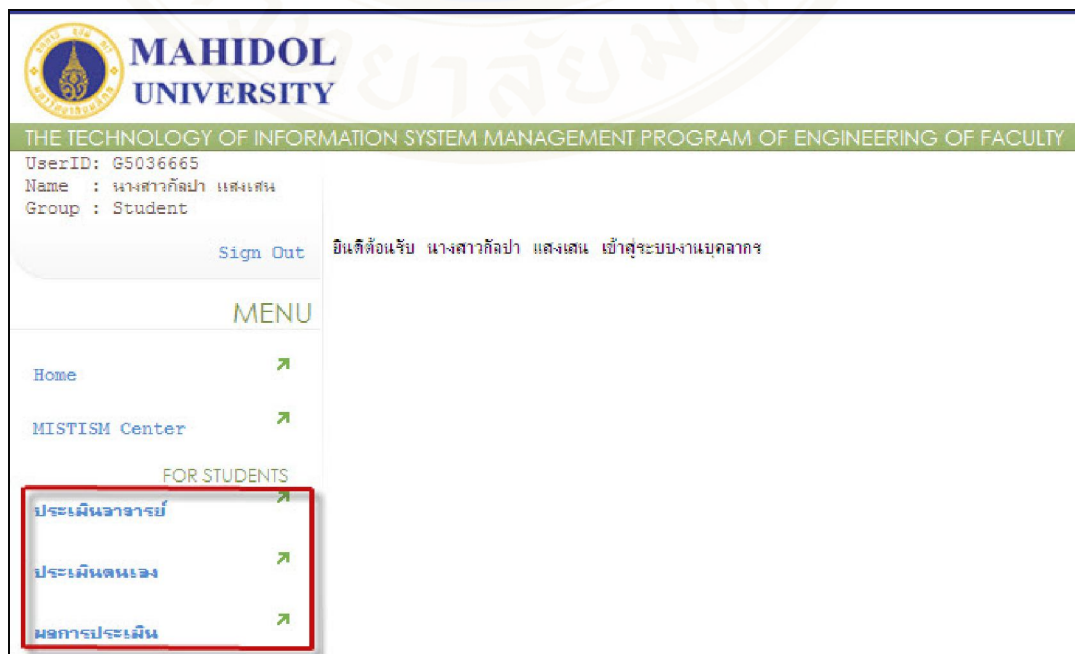 MAHIDOL
UNIVERSITY
THE TECHNOLOGY OF INFORMATION SYSTEM MANAGEMENT PROGRAM OF ENGINEERING OF FACULTY
UserID: G5036665
Name : นางสาวกัลปา แสงเสน
Group : Student
Sign Out
ยินดีต้อนรับ นางสาวกัลปา แสงเสน เข้าสู่ระบบงานบุคลากร
MENU
Home
MISTISM Center
FOR STUDENTS
ประเมินอาจารย์
ประเมินตนเอง
ผลการประเมิน